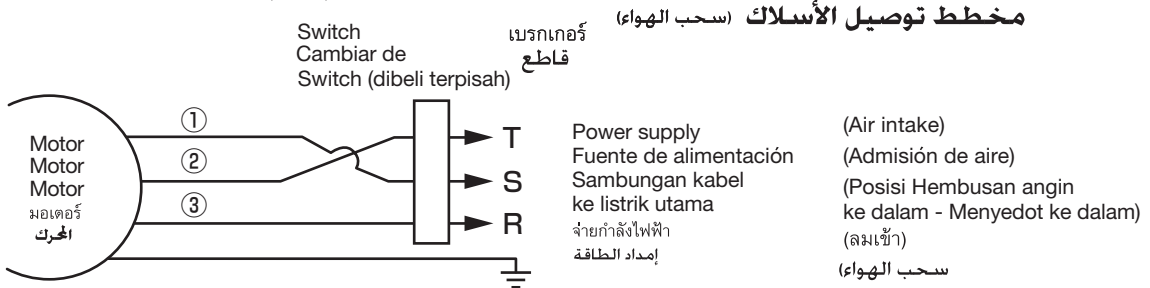 مخطط توصيل الأسلاك (سحب الهواء)
Switch
Cambiar de
Switch (dibeli terpisah)
เบรกเกอร์
قاطع
Motor
Motor
Motor
มอเตอร์
المحرك
①
②
③
T
S
R
Power supply
Fuente de alimentación
Sambungan kabel
ke listrik utama
จ่ายกำลังไฟฟ้า
إمداد الطاقة
(Air intake)
(Admisión de aire)
(Posisi Hembusan angin
ke dalam - Menyedot ke dalam)
(ลมเข้า)
سحب الهواء)